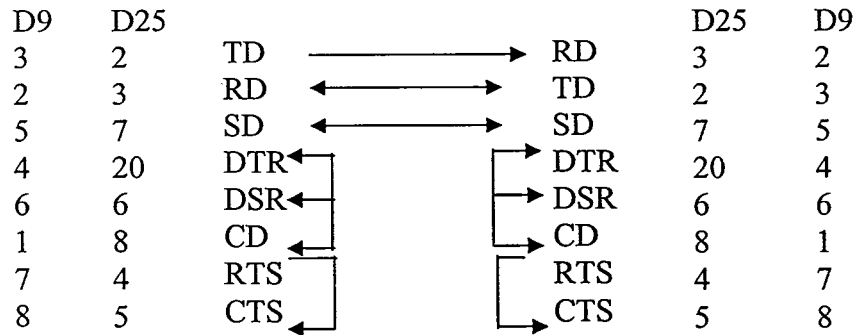 D9 D25 D25 D9
3 2 TD RD 3 2
2 3 RD TD 2 3
5 7 SD SD 7 5
4 20 DTR DTR 20 4
6 6 DSR DSR 6 6
1 8 CD CD 8 1
7 4 RTS RTS 4 7
8 5 CTS CTS 5 8